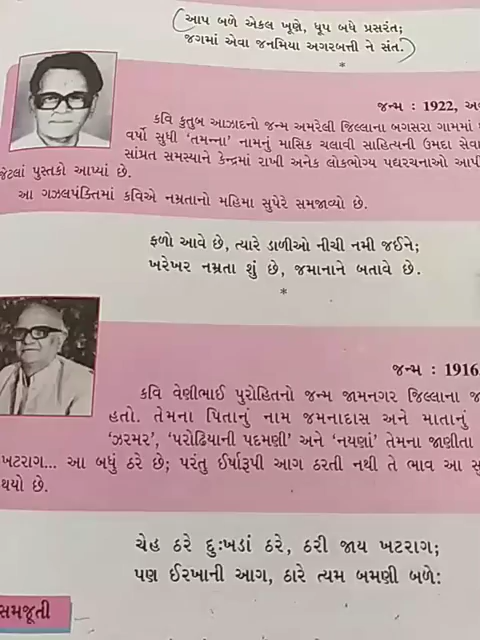 આપ બળે એકલ ખૂણે, ધૂપ બધે પ્રસરંત;
જગમાં એવા જનમિયા અગરબત્તી ને સંત.
*
જન્મ : 1922,
કવિ કુતુબ આઝાદનો જન્મ અમરેલી જિલ્લાના બગસરા ગામમાં
વર્ષો સુધી ‘તમન્ના’ નામનું માસિક ચલાવી સાહિત્યની ઉમદા સેવા
સાંપ્રત સમસ્યાને કેન્દ્રમાં રાખી અનેક લોકભોગ્ય પદ્યરચનાઓ આપી
જેટલાં પુસ્તકો આપ્યાં છે.
આ ગઝલપંક્તિમાં કવિએ નમ્રતાનો મહિમા સુપેરે સમજાવ્યો છે.
ફળો આવે છે, ત્યારે ડાળીઓ નીચી નમી જઈને;
ખરેખર નમ્રતા શું છે, જમાનાને બતાવે છે.
*
જન્મ : 1916
કવિ વેણીભાઈ પુરોહિતનો જન્મ જામનગર જિલ્લાના
હતો. તેમના પિતાનું નામ જમનાદાસ અને માતાનું
‘ઝરમર’, ‘પરોઢિયાની પદમણી’ અને ‘નયણાં’ તેમના જાણીતા
ખટરાગ... આ બધું ઠરે છે; પરંતુ ઈર્ષારૂપી આગ ઠરતી નથી તે ભાવ આ
થયો છે.
ચેહ ઠરે દુઃખડાં ઠરે, ઠરી જાય ખટરાગ;
પણ ઈરખાની આગ, ઠારે ત્યમ બમણી બળે:
સમજૂતી